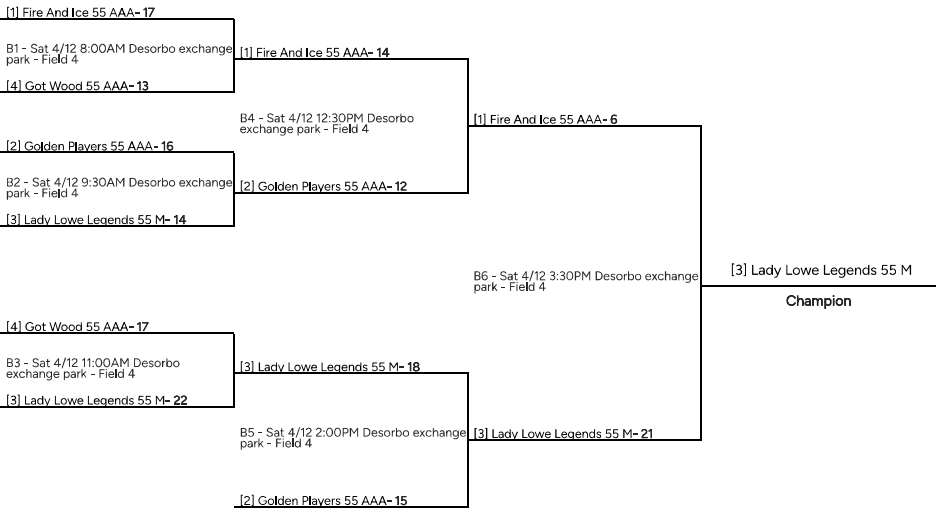 [1] Fire And Ice 55 AAA- 17
B1 - Sat 4/12 8:00AM Desorbo exchange
park - Field 4
[4] Got Wood 55 AAA- 13
[1] Fire And Ice 55 AAA- 14
B4 - Sat 4/12 12:30PM Desorbo
exchange park - Field 4
[2] Golden Players 55 AAA- 16
B2 - Sat 4/12 9:30AM Desorbo exchange
park - Field 4
[3] Lady Lowe Legends 55 M- 14
[2] Golden Players 55 AAA- 12
[1] Fire And Ice 55 AAA- 6
B6 - Sat 4/12 3:30PM Desorbo exchange
park - Field 4
[3] Lady Lowe Legends 55 M
Champion
[4] Got Wood 55 AAA- 17
B3 - Sat 4/12 11:00AM Desorbo
exchange park - Field 4
[3] Lady Lowe Legends 55 M- 22
[3] Lady Lowe Legends 55 M- 18
B5 - Sat 4/12 2:00PM Desorbo exchange
park - Field 4
[2] Golden Players 55 AAA- 15
[3] Lady Lowe Legends 55 M- 21